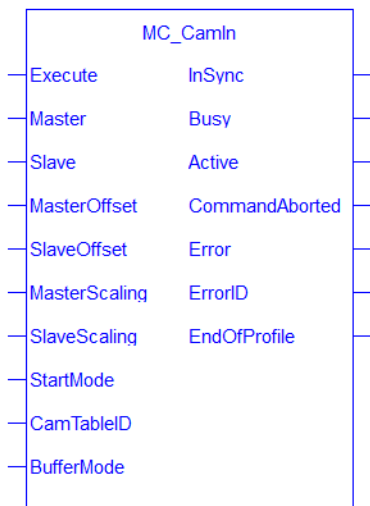 MC_CamIn
Execute InSync
Master Busy
Slave Active
MasterOffset CommandAborted
SlaveOffset Error
MasterScaling ErrorID
SlaveScaling EndOfProfile
StartMode
CamTableID
BufferMode